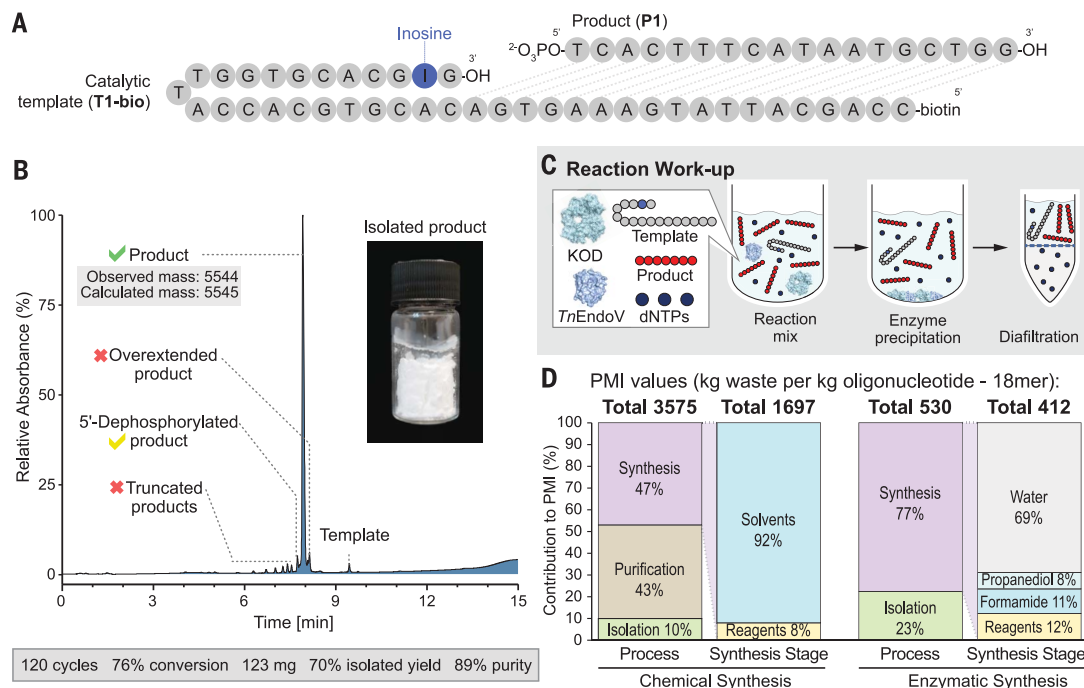 A
Product (P1)
Inosine
5'
2-O3PO-TCACTTTCATAATGCTGG-OH
3'
Catalytic
template (T1-bio)
TGGTGCACGIG-OH
3'
T
ACCACGTGCACAGTGAAAGTATTACGACC-biotin
5'
B
Relative Absorbance (%)
100
75
50
25
0
Product
Observed mass: 5544
Calculated mass: 5545
Overextended
product
5'-Dephosphorylated
product
Truncated
products
Template
Isolated product
0 3 6 9 12 15
Time [min]
120 cycles 76% conversion 123 mg 70% isolated yield 89% purity
C Reaction Work-up
KOD
Template
Product
TnEndoV
dNTPs
Reaction
mix
Enzyme
precipitation
Diafiltration
D PMI values (kg waste per kg oligonucleotide - 18mer):
Total 3575 Total 1697 Total 530 Total 412
Contribution to PMI (%)
100
90
80
70
60
50
40
30
20
10
0
Synthesis
47%
Purification
43%
Isolation 10%
Solvents
92%
Reagents 8%
Synthesis
77%
Isolation
23%
Water
69%
Propanediol 8%
Formamide 11%
Reagents 12%
Process Synthesis Stage Process Synthesis Stage
Chemical Synthesis Enzymatic Synthesis